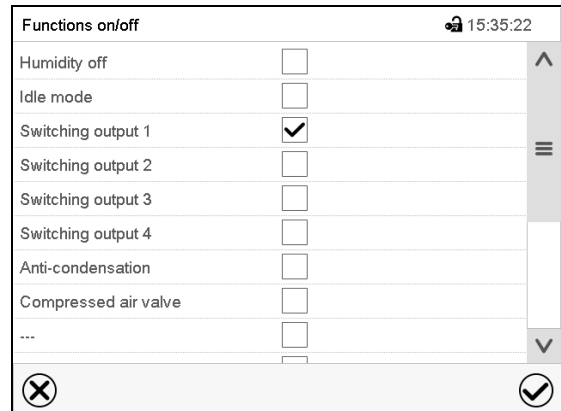 Functions on/off 15:35:22
Humidity off
Idle mode
Switching output 1
Switching output 2
Switching output 3
Switching output 4
Anti-condensation
Compressed air valve
---